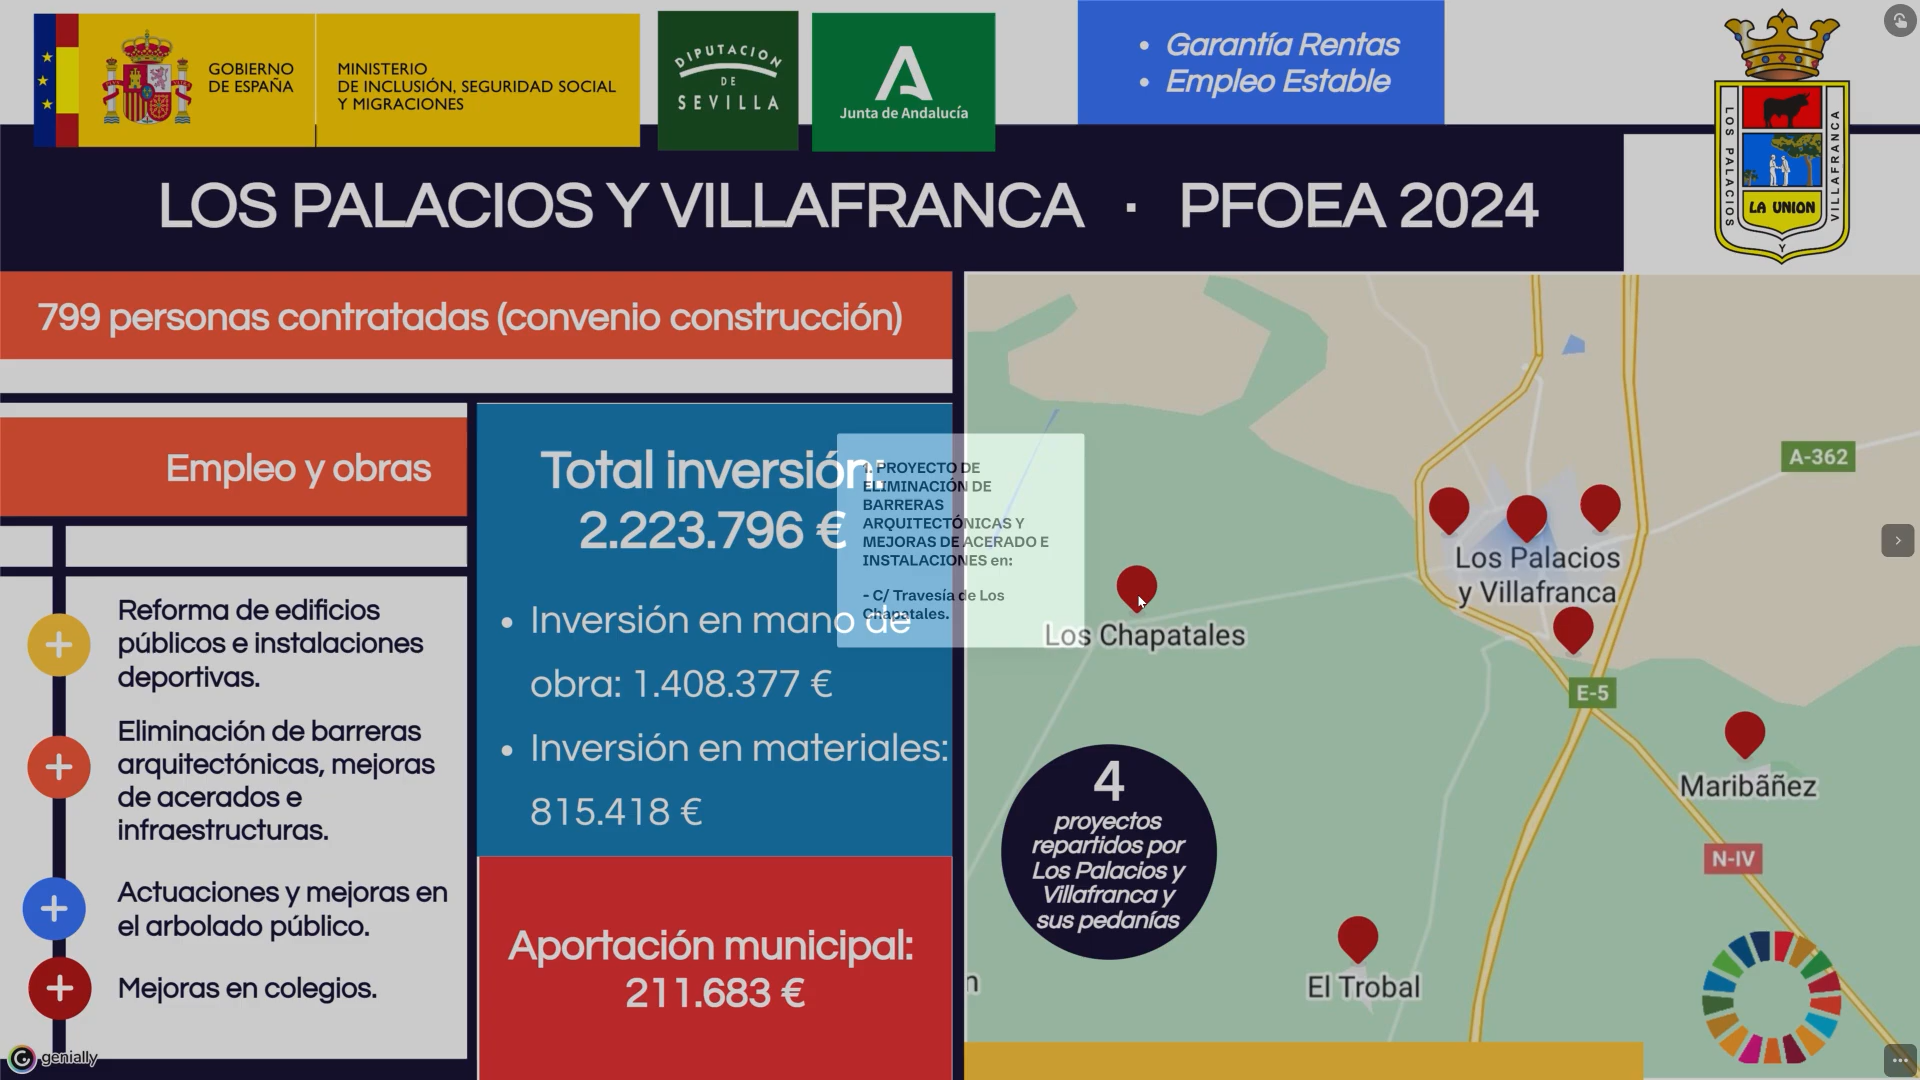 GOBIERNO
DE ESPAÑA
MINISTERIO
DE INCLUSIÓN, SEGURIDAD SOCIAL
Y MIGRACIONES
DIPUTACION
DE
SEVILLA
Junta de Andalucía
• Garantía Rentas
• Empleo Estable
LOS PALACIOS
VILLAFRANCA
LA UNION
Y
LOS PALACIOS Y VILLAFRANCA · PFOEA 2024
799 personas contratadas (convenio construcción)
Empleo y obras
Reforma de edificios
públicos e instalaciones
deportivas.
Eliminación de barreras
arquitectónicas, mejoras
de acerados e
infraestructuras.
Actuaciones y mejoras en
el arbolado público.
Mejoras en colegios.
genially
Total inversión:
2.223.796 €
• Inversión en mano de
obra: 1.408.377 €
• Inversión en materiales:
815.418 €
Aportación municipal:
211.683 €
1. PROYECTO DE
ELIMINACIÓN DE
BARRERAS
ARQUITECTÓNICAS Y
MEJORAS DE ACERADO E
INSTALACIONES en:
- C/ Travesía de Los
Chapatales.
A-362
Los Palacios
y Villafranca
Los Chapatales
E-5
Maribãñez
N-IV
El Trobal
n
4
proyectos
repartidos por
Los Palacios y
Villafranca y
sus pedanías